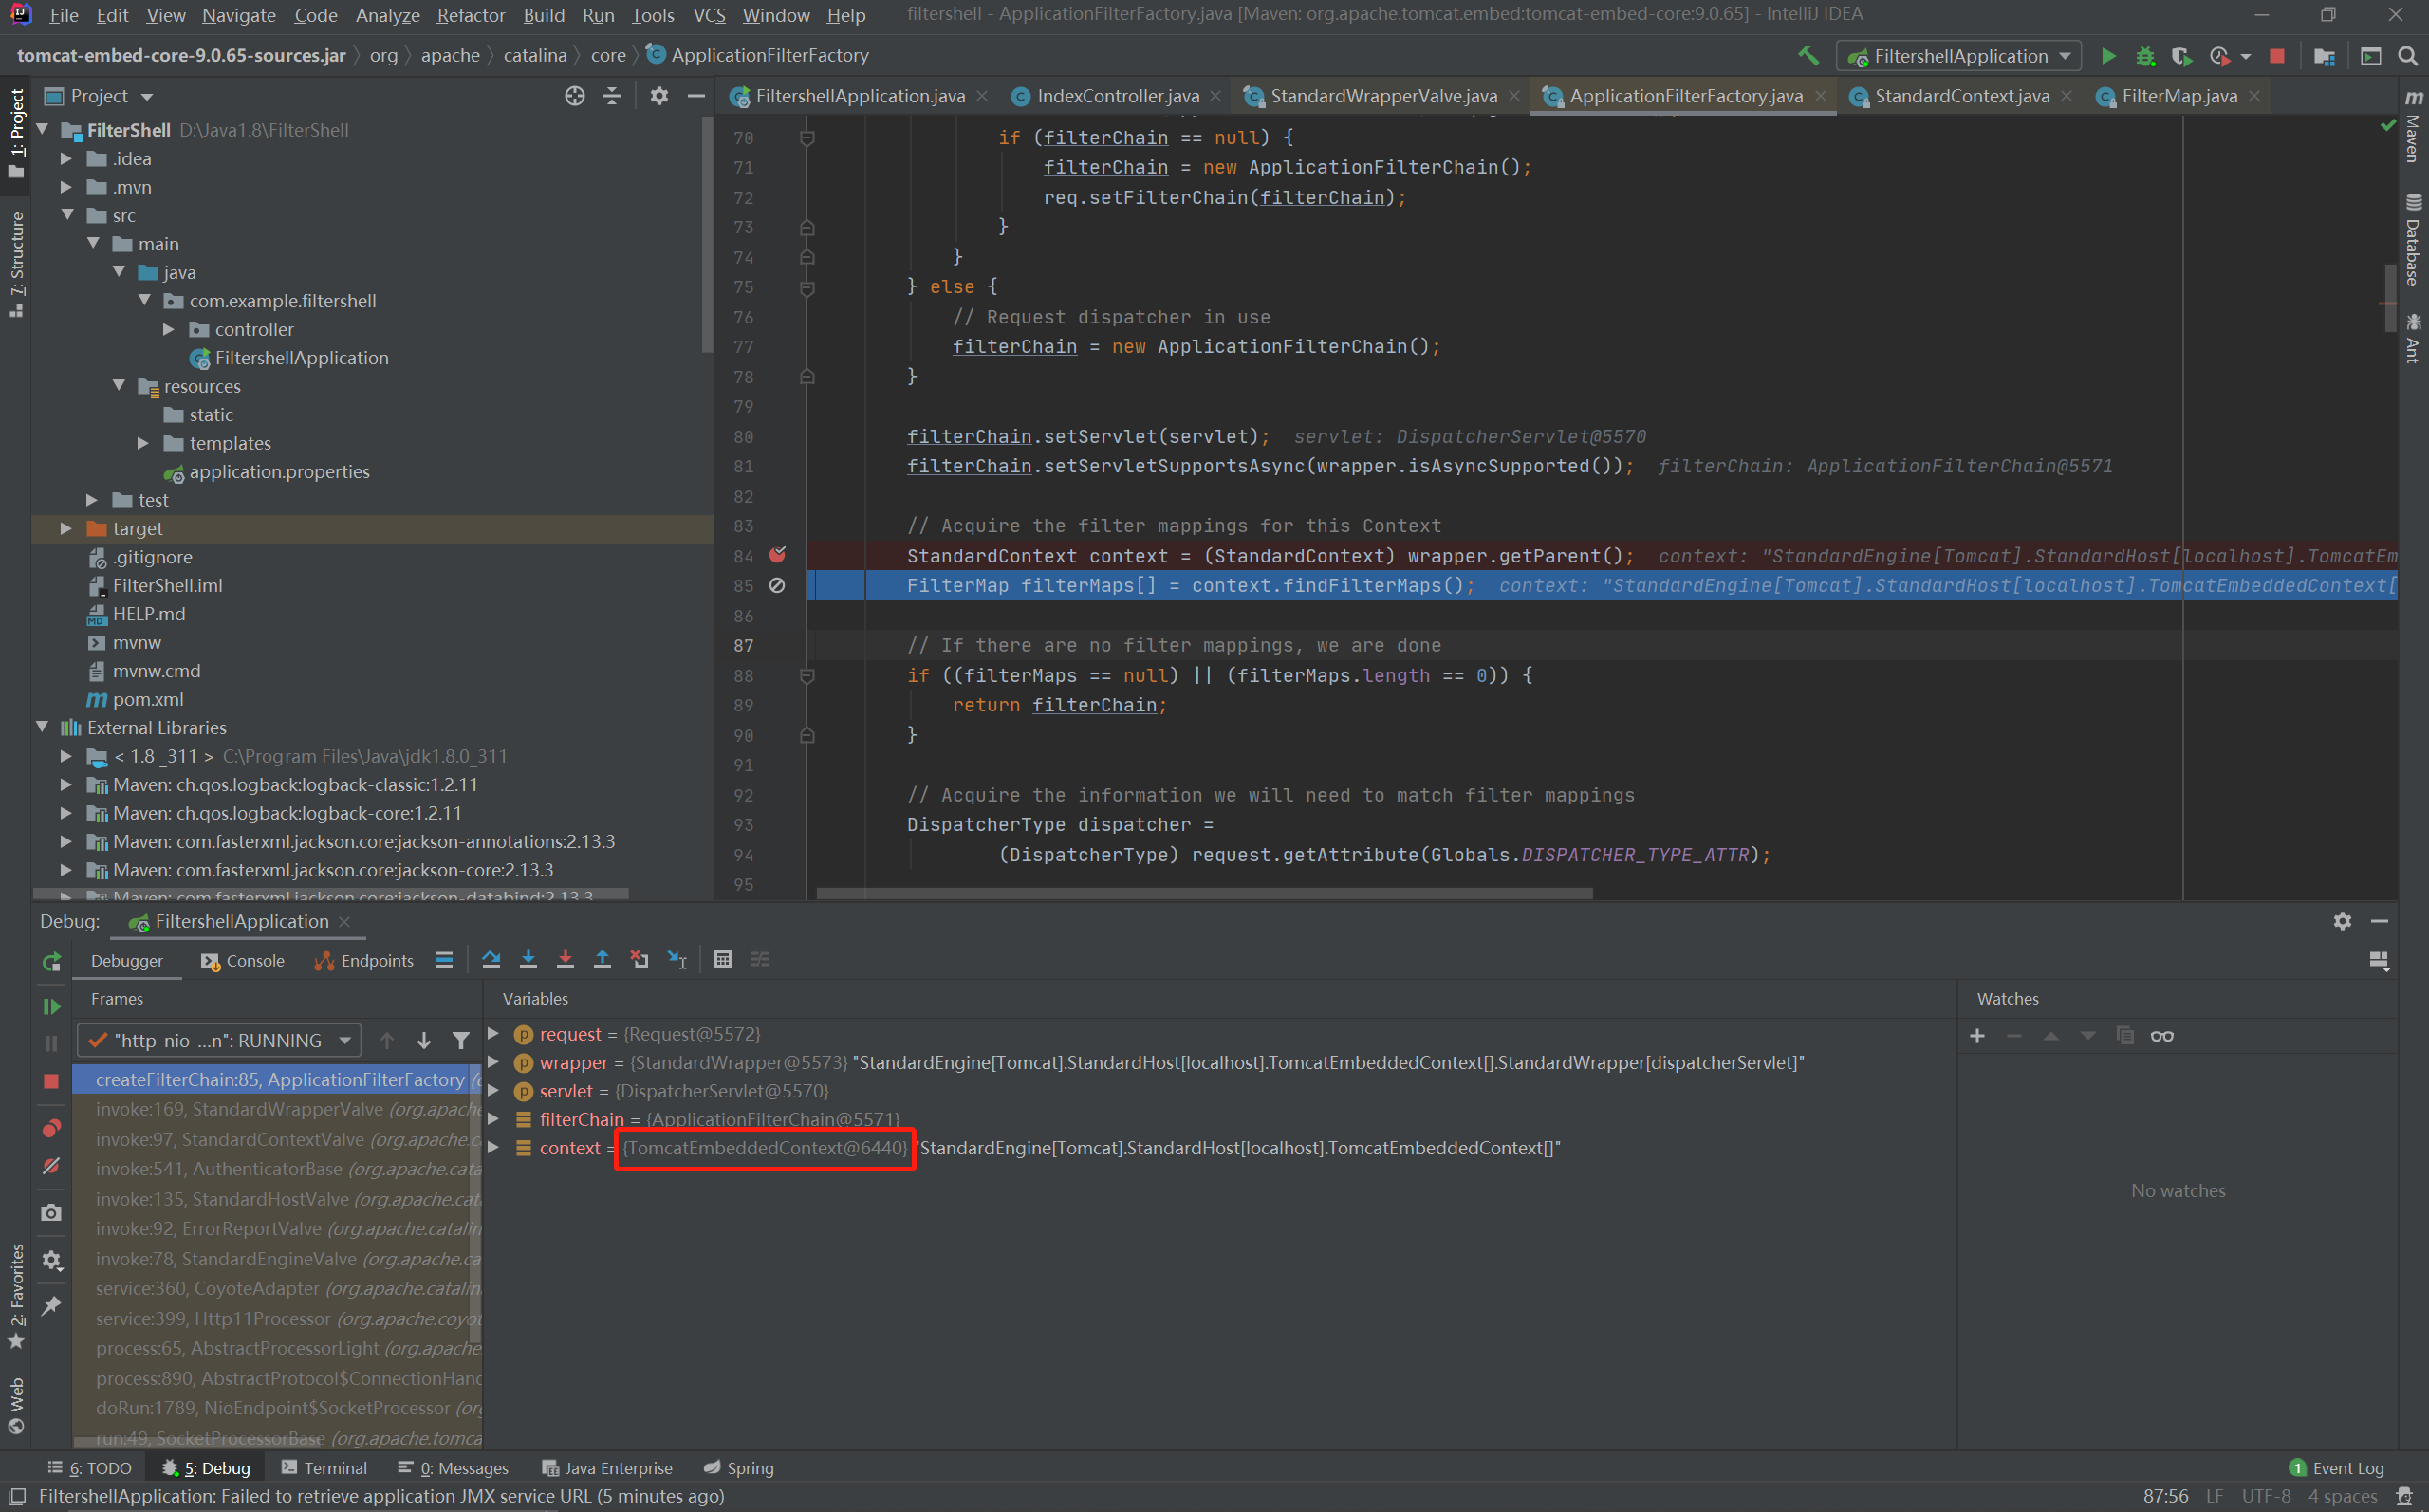 File Edit View Navigate Code Analyze Refactor Build Run Tools VCS Window Help filtershell - ApplicationFilterFactory.java [Maven: org.apache.tomcat.embed:tomcat-embed-core:9.0.65] - IntelliJ IDEA
tomcat-embed-core-9.0.65-sources.jar org apache catalina core ApplicationFilterFactory
FiltershellApplication
Project
FiltershellApplication.java IndexController.java StandardWrapperValve.java ApplicationFilterFactory.java StandardContext.java FilterMap.java
1: Project
7: Structure
2: Favorites
Web
FilterShell D:\Java1.8\FilterShell
.idea
.mvn
src
main
java
com.example.filtershell
controller
FiltershellApplication
resources
static
templates
application.properties
test
target
.gitignore
FilterShell.iml
HELP.md
mvnw
mvnw.cmd
pom.xml
External Libraries
< 1.8 _311 > C:\Program Files\Java\jdk1.8.0_311
Maven: ch.qos.logback:logback-classic:1.2.11
Maven: ch.qos.logback:logback-core:1.2.11
Maven: com.fasterxml.jackson.core:jackson-annotations:2.13.3
Maven: com.fasterxml.jackson.core:jackson-core:2.13.3
Maven: com.fasterxml.jackson.core:jackson-databind:2.13.3
70 if (filterChain == null) {
71 filterChain = new ApplicationFilterChain();
72 req.setFilterChain(filterChain);
73 }
74 }
75 } else {
76 // Request dispatcher in use
77 filterChain = new ApplicationFilterChain();
78 }
79
80 filterChain.setServlet(servlet); servlet: DispatcherServlet@5570
81 filterChain.setServletSupportsAsync(wrapper.isAsyncSupported()); filterChain: ApplicationFilterChain@5571
82
83 // Acquire the filter mappings for this Context
84 StandardContext context = (StandardContext) wrapper.getParent(); context: "StandardEngine[Tomcat].StandardHost[localhost].TomcatEm
85 FilterMap filterMaps[] = context.findFilterMaps(); context: "StandardEngine[Tomcat].StandardHost[localhost].TomcatEmbeddedContext[
86
87 // If there are no filter mappings, we are done
88 if ((filterMaps == null) || (filterMaps.length == 0)) {
89 return filterChain;
90 }
91
92 // Acquire the information we will need to match filter mappings
93 DispatcherType dispatcher =
94 (DispatcherType) request.getAttribute(Globals.DISPATCHER_TYPE_ATTR);
95
Maven
Database
Ant
Debug: FiltershellApplication
Debugger Console Endpoints
Frames
"http-nio-...n": RUNNING
createFilterChain:85, ApplicationFilterFactory (o
invoke:169, StandardWrapperValve (org.apache
invoke:97, StandardContextValve (org.apache.c
invoke:541, AuthenticatorBase (org.apache.cata
invoke:135, StandardHostValve (org.apache.cat
invoke:92, ErrorReportValve (org.apache.catalin
invoke:78, StandardEngineValve (org.apache.ca
service:360, CoyoteAdapter (org.apache.catalin
service:399, Http11Processor (org.apache.coyot
process:65, AbstractProcessorLight (org.apache
process:890, AbstractProtocol$ConnectionHand
doRun:1789, NioEndpoint$SocketProcessor (org
run:49, SocketProcessorBase (org.apache.tomca
Variables
request = {Request@5572}
wrapper = {StandardWrapper@5573} "StandardEngine[Tomcat].StandardHost[localhost].TomcatEmbeddedContext[].StandardWrapper[dispatcherServlet]"
servlet = {DispatcherServlet@5570}
filterChain = {ApplicationFilterChain@5571}
context = {TomcatEmbeddedContext@6440} "StandardEngine[Tomcat].StandardHost[localhost].TomcatEmbeddedContext[]"
Watches
No watches
6: TODO 5: Debug Terminal 0: Messages Java Enterprise Spring 1 Event Log
FiltershellApplication: Failed to retrieve application JMX service URL (5 minutes ago) 87:56 LF UTF-8 4 spaces